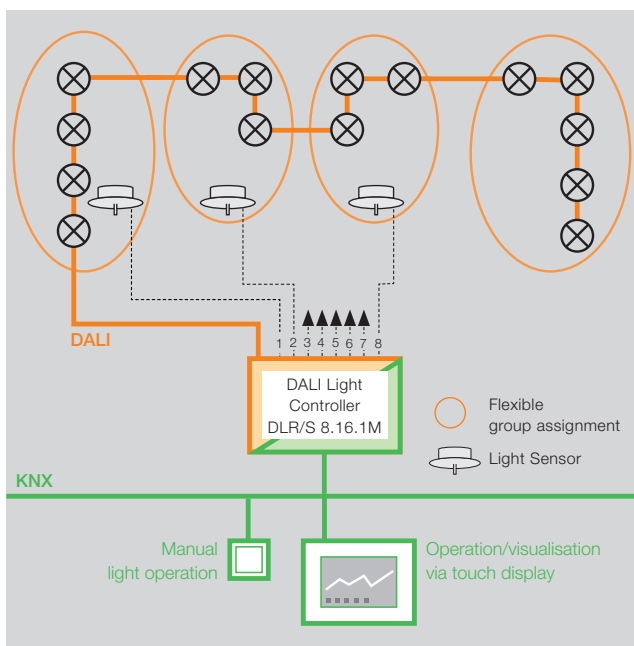 DALI
1 2 3 4 5 6 7 8
DALI Light
Controller
DLR/S 8.16.1M
Flexible
group assignment
Light Sensor
KNX
Manual
light operation
Operation/visualisation
via touch display